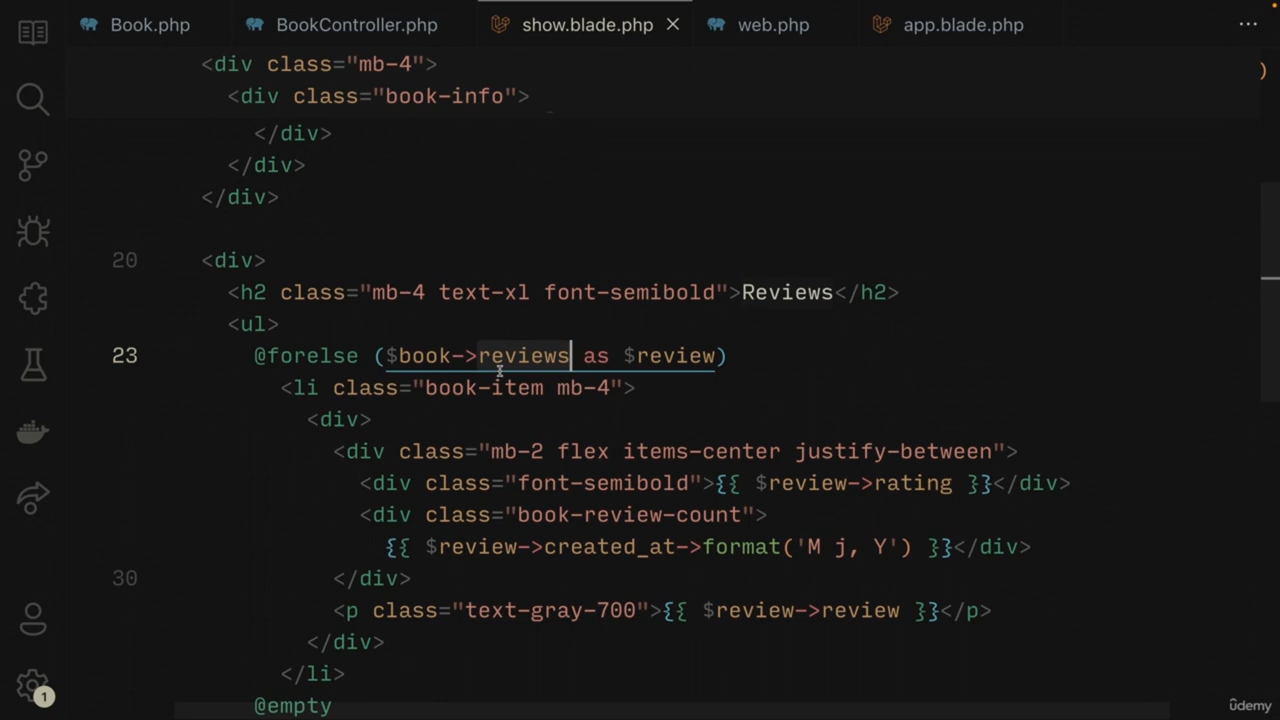 Book.php BookController.php show.blade.php web.php app.blade.php
<div class="mb-4">
<div class="book-info">
</div>
</div>
</div>
20 <div>
<h2 class="mb-4 text-xl font-semibold">Reviews</h2>
<ul>
23 @forelse ($book->reviews as $review)
<li class="book-item mb-4">
<div>
<div class="mb-2 flex items-center justify-between">
<div class="font-semibold">{{ $review->rating }}</div>
<div class="book-review-count">
{{ $review->created_at->format('M j, Y') }}</div>
30 </div>
<p class="text-gray-700">{{ $review->review }}</p>
</div>
</li>
@empty
1
ûdemy